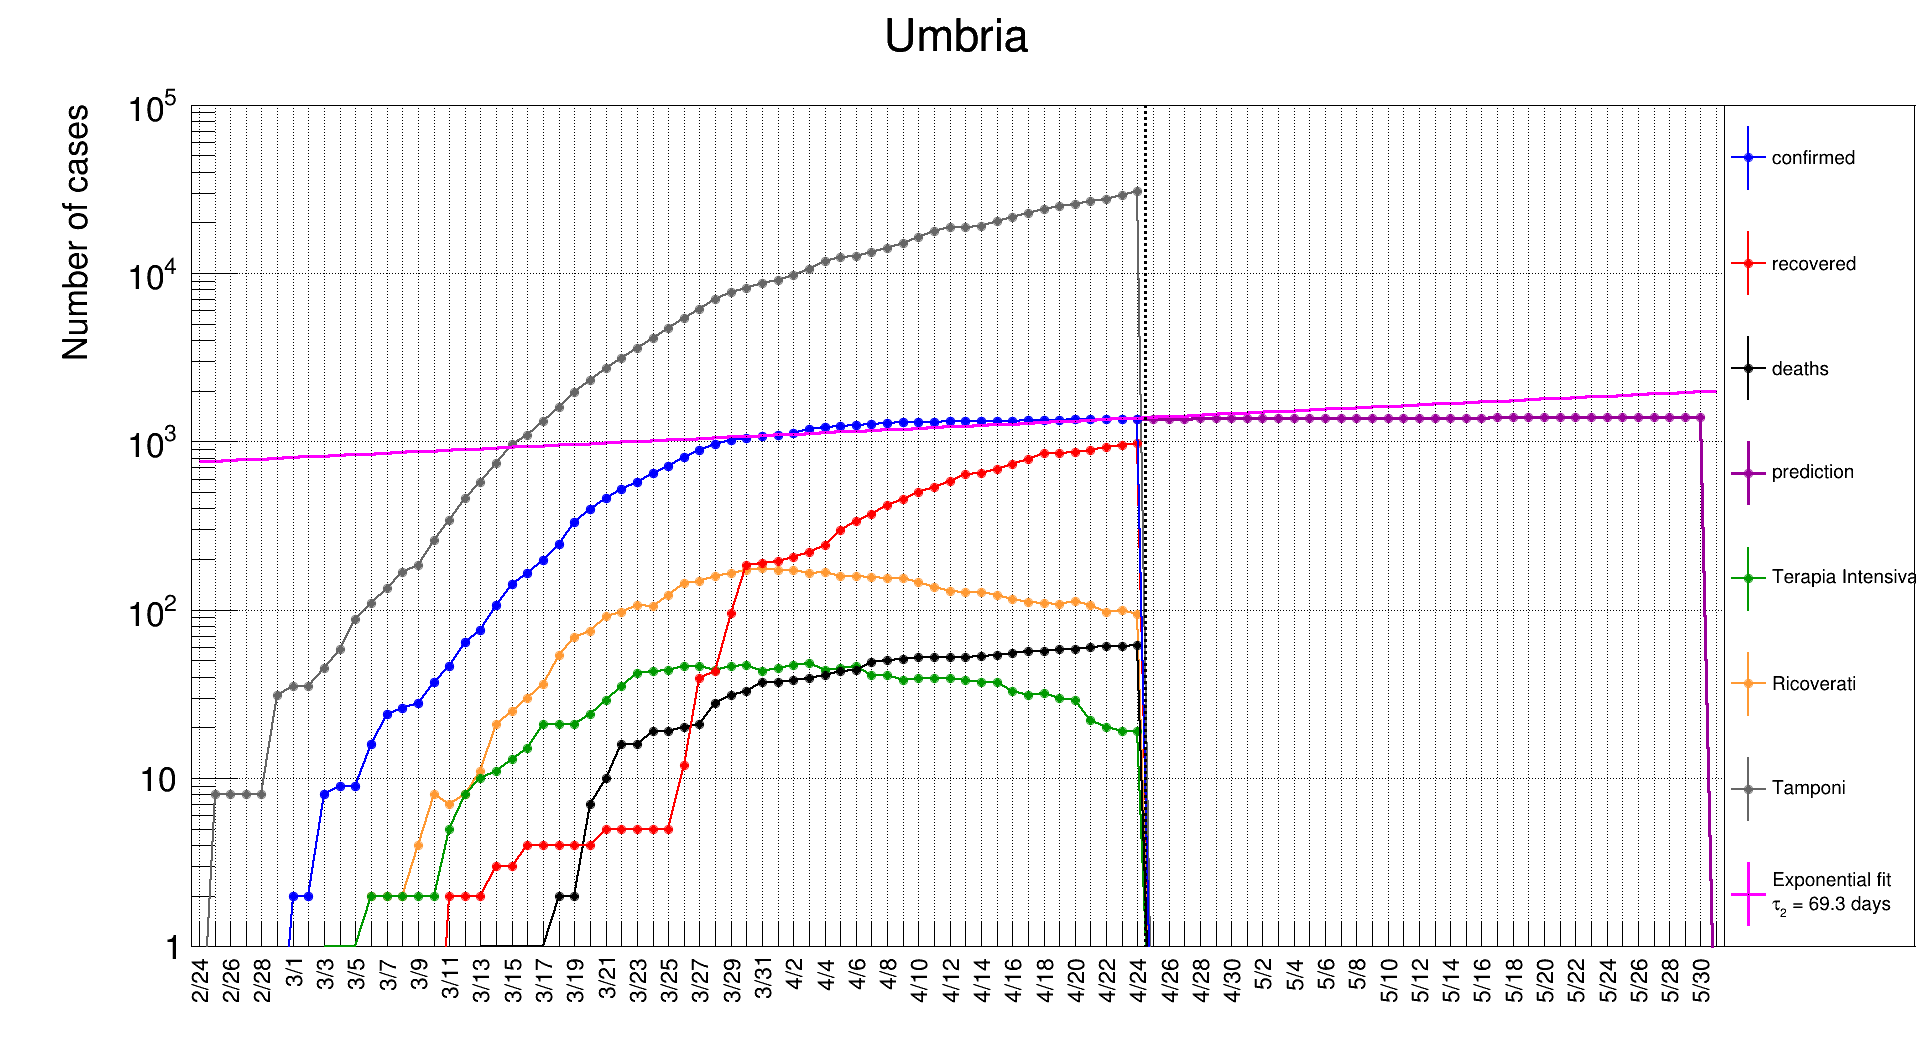 Umbria
Number of cases
10^5
10^4
10^3
10^2
10
1
2/24 2/26 2/28 3/1 3/3 3/5 3/7 3/9 3/11 3/13 3/15 3/17 3/19 3/21 3/23 3/25 3/27 3/29 3/31 4/2 4/4 4/6 4/8 4/10 4/12 4/14 4/16 4/18 4/20 4/22 4/24 4/26 4/28 4/30 5/2 5/4 5/6 5/8 5/10 5/12 5/14 5/16 5/18 5/20 5/22 5/24 5/26 5/28 5/30
confirmed
recovered
deaths
prediction
Terapia Intensiva
Ricoverati
Tamponi
Exponential fit
τ_2 = 69.3 days